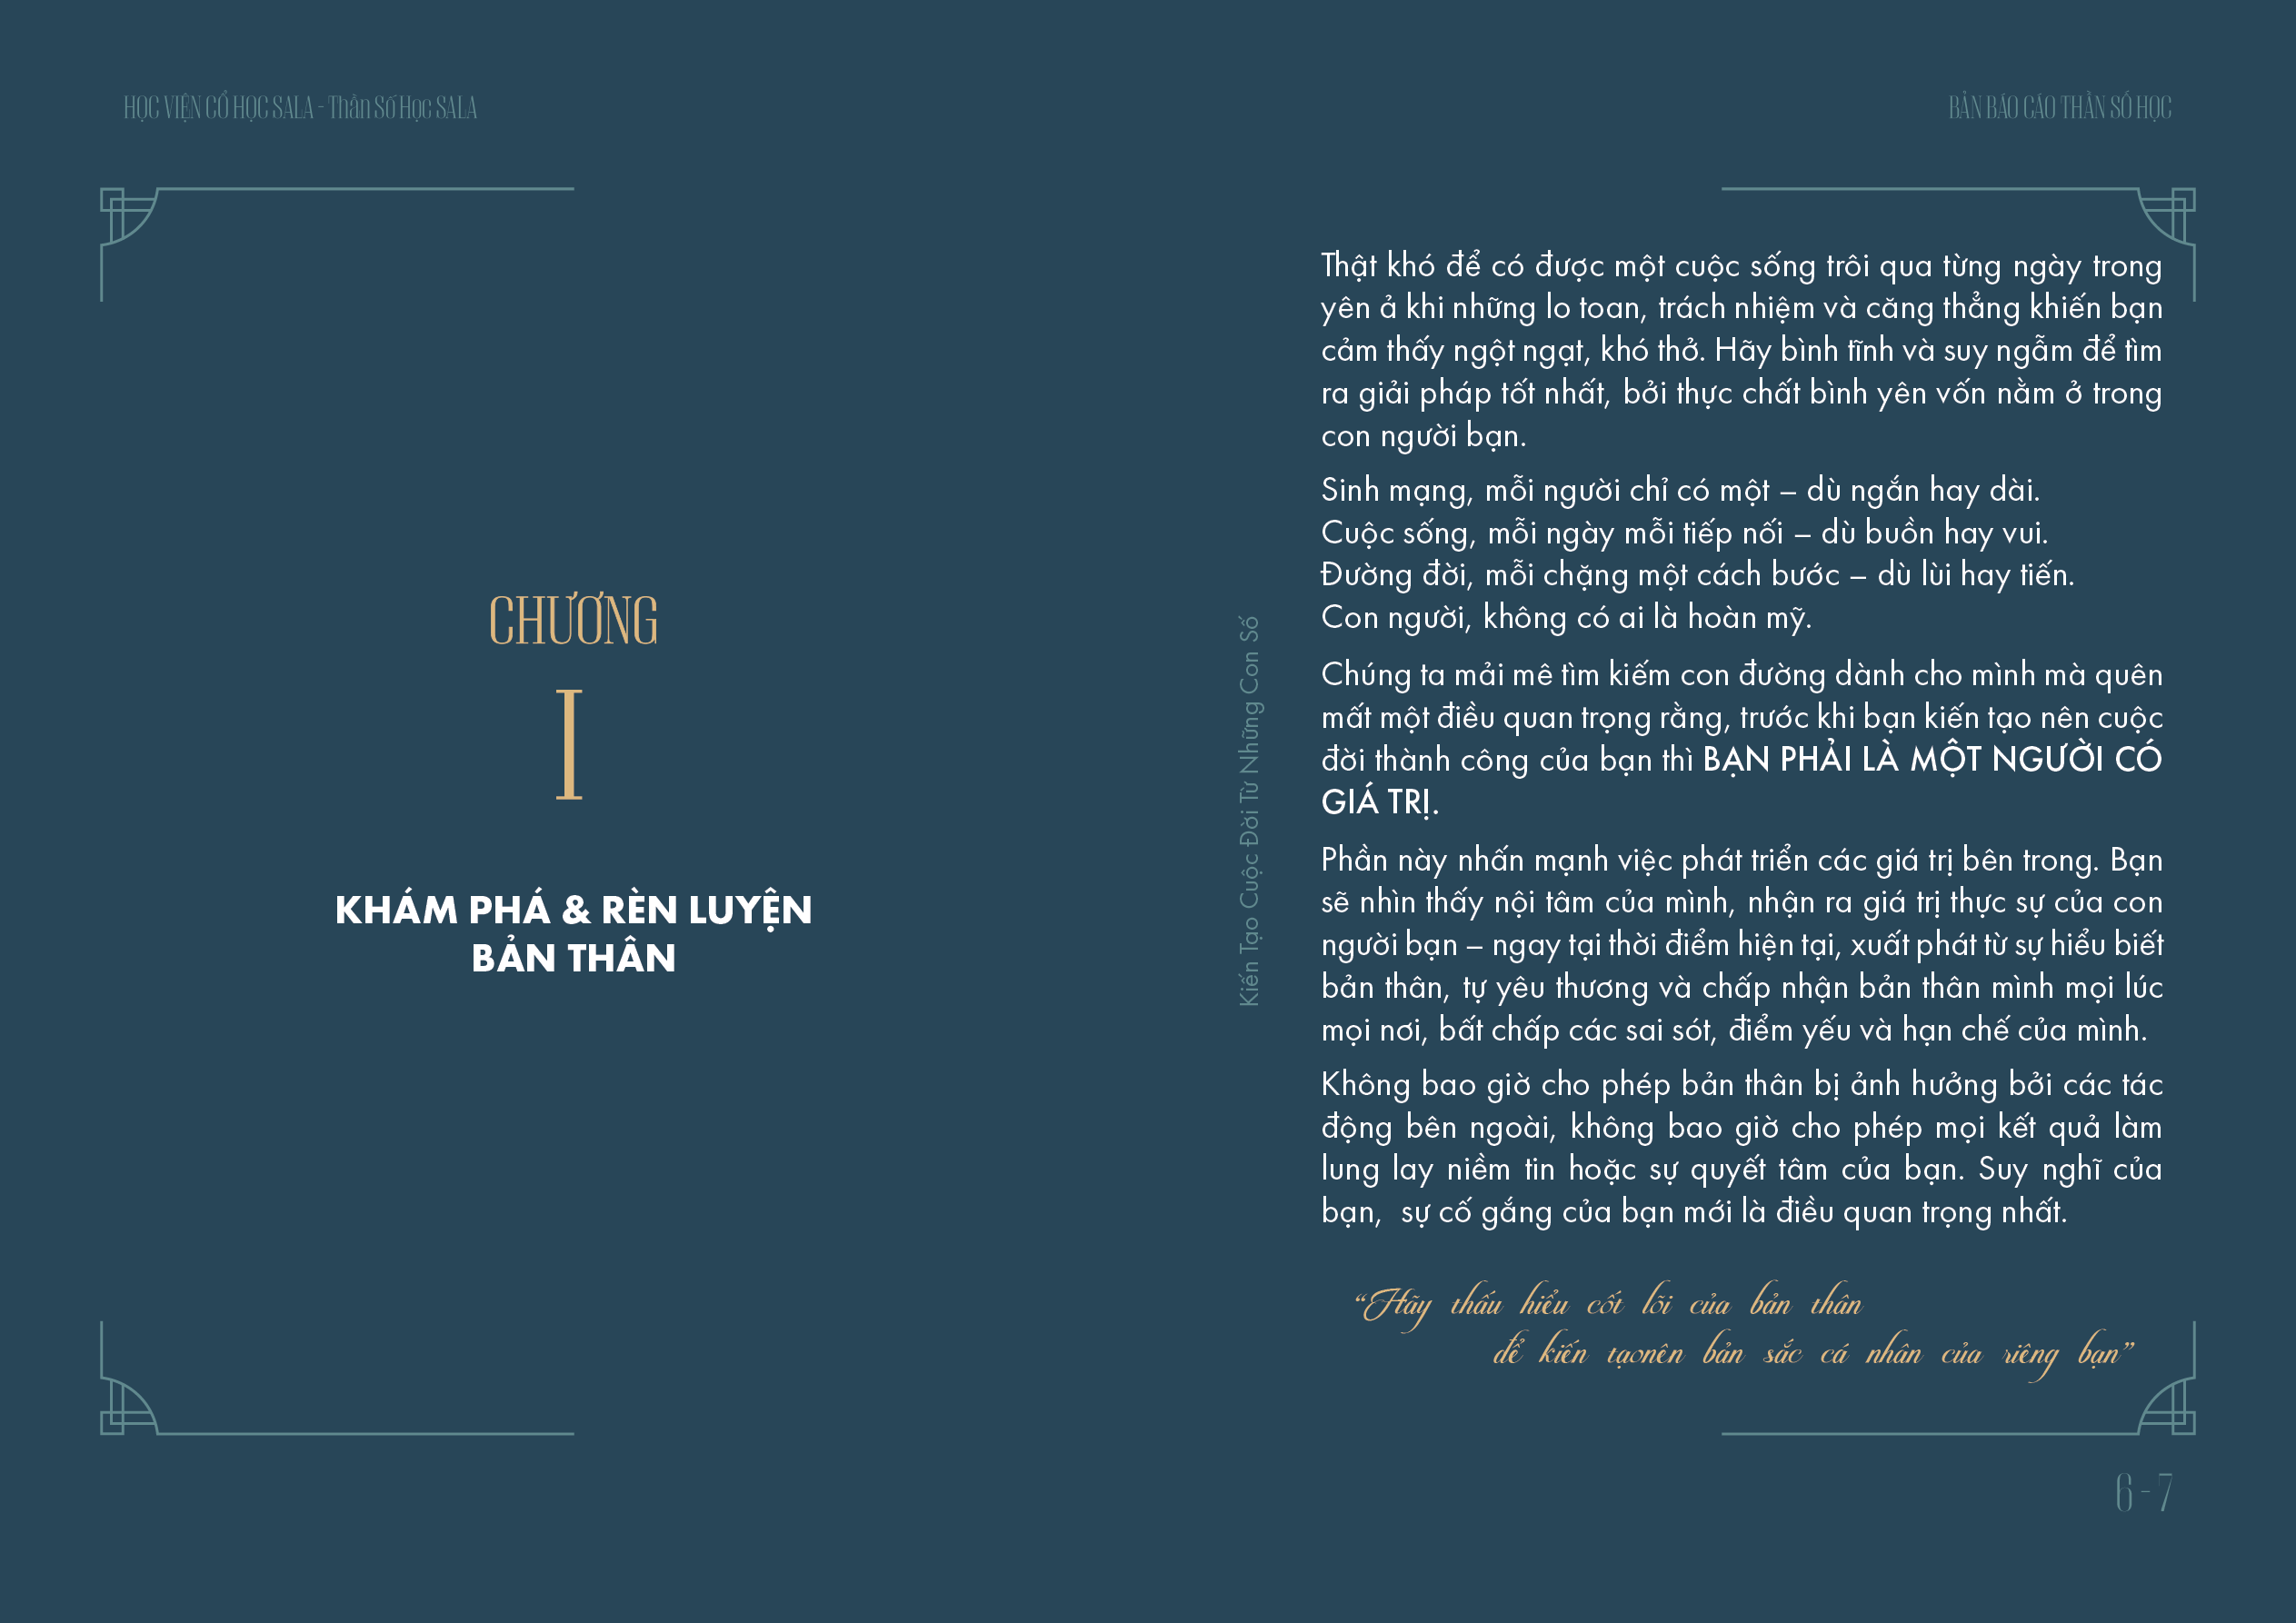 HỌC VIỆN CỔ HỌC SALA - Thần Số Học SALA
BẢN BÁO CÁO THẦN SỐ HỌC
CHƯƠNG
I
KHÁM PHÁ & RÈN LUYỆN
BẢN THÂN
Kiến Tạo Cuộc Đời Từ Những Con Số
Thật khó để có được một cuộc sống trôi qua từng ngày trong
yên ả khi những lo toan, trách nhiệm và căng thẳng khiến bạn
cảm thấy ngột ngạt, khó thở. Hãy bình tĩnh và suy ngẫm để tìm
ra giải pháp tốt nhất, bởi thực chất bình yên vốn nằm ở trong
con người bạn.
Sinh mạng, mỗi người chỉ có một – dù ngắn hay dài.
Cuộc sống, mỗi ngày mỗi tiếp nối – dù buồn hay vui.
Đường đời, mỗi chặng một cách bước – dù lùi hay tiến.
Con người, không có ai là hoàn mỹ.
Chúng ta mải mê tìm kiếm con đường dành cho mình mà quên
mất một điều quan trọng rằng, trước khi bạn kiến tạo nên cuộc
đời thành công của bạn thì BẠN PHẢI LÀ MỘT NGƯỜI CÓ
GIÁ TRỊ.
Phần này nhấn mạnh việc phát triển các giá trị bên trong. Bạn
sẽ nhìn thấy nội tâm của mình, nhận ra giá trị thực sự của con
người bạn – ngay tại thời điểm hiện tại, xuất phát từ sự hiểu biết
bản thân, tự yêu thương và chấp nhận bản thân mình mọi lúc
mọi nơi, bất chấp các sai sót, điểm yếu và hạn chế của mình.
Không bao giờ cho phép bản thân bị ảnh hưởng bởi các tác
động bên ngoài, không bao giờ cho phép mọi kết quả làm
lung lay niềm tin hoặc sự quyết tâm của bạn. Suy nghĩ của
bạn,  sự cố gắng của bạn mới là điều quan trọng nhất.
“Hãy thấu hiểu cốt lõi của bản thân
để kiến tạonên bản sắc cá nhân của riêng bạn”
6 - 7